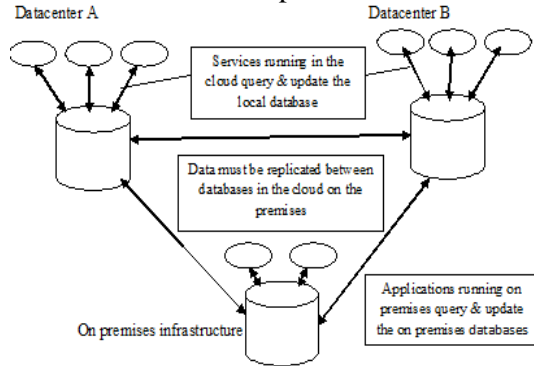 Datacenter A
Datacenter B
Services running in the
cloud query & update the
local database
Data must be replicated between
databases in the cloud on the
premises
On premises infrastructure
Applications running on
premises query & update
the on premises databases